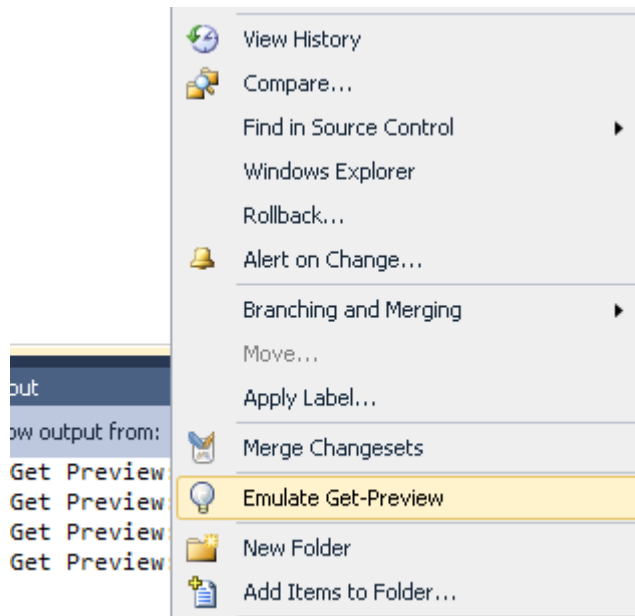 View History
Compare...
Find in Source Control
Windows Explorer
Rollback...
Alert on Change...
Branching and Merging
Move...
Apply Label...
Merge Changesets
Emulate Get-Preview
New Folder
Add Items to Folder...
out
ow output from:
Get Preview:
Get Preview:
Get Preview:
Get Preview: